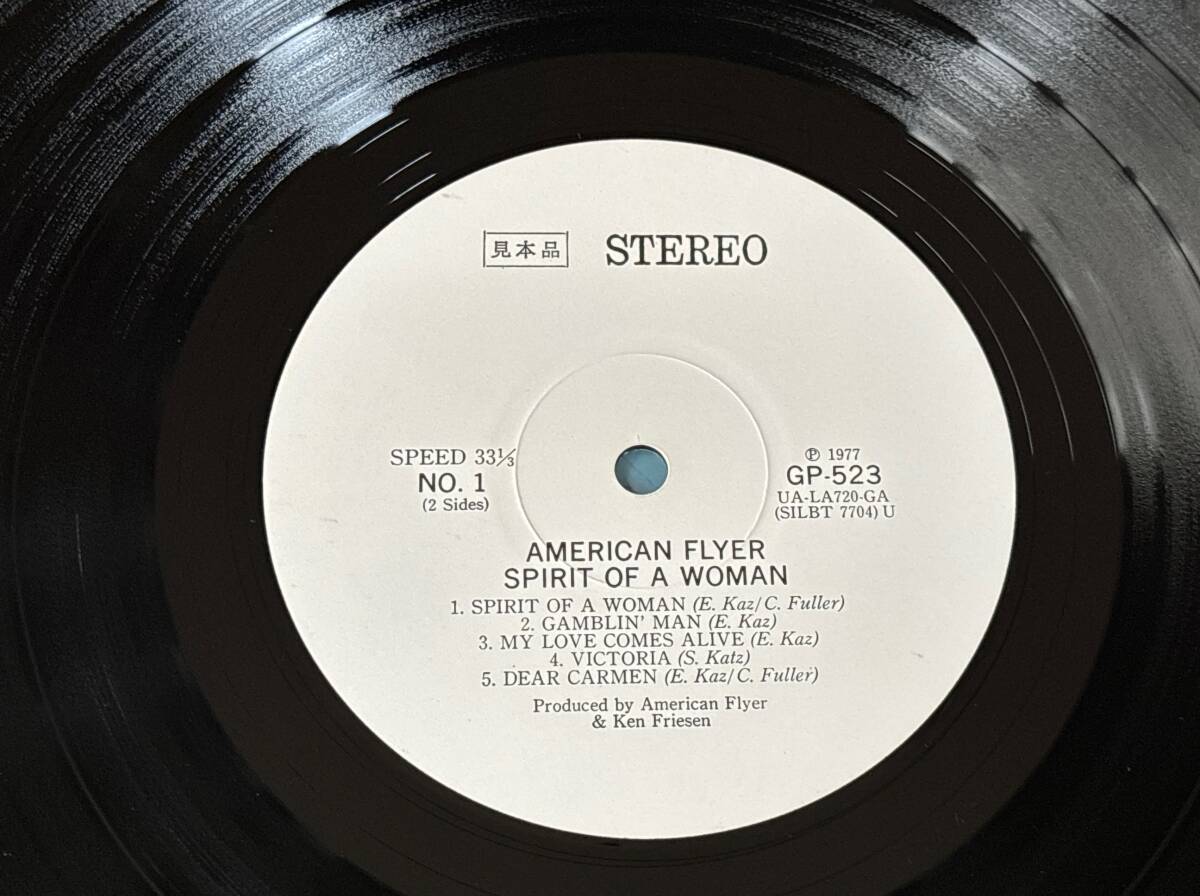 見本品 STEREO
SPEED 33⅓
NO. 1
(2 Sides)
Ⓟ 1977
GP-523
UA-LA720-GA
(SILBT 7704) U
AMERICAN FLYER
SPIRIT OF A WOMAN
1. SPIRIT OF A WOMAN (E. Kaz/C. Fuller)
2. GAMBLIN' MAN (E. Kaz)
3. MY LOVE COMES ALIVE (E. Kaz)
4. VICTORIA (S. Katz)
5. DEAR CARMEN (E. Kaz/C. Fuller)
Produced by American Flyer
& Ken Friesen